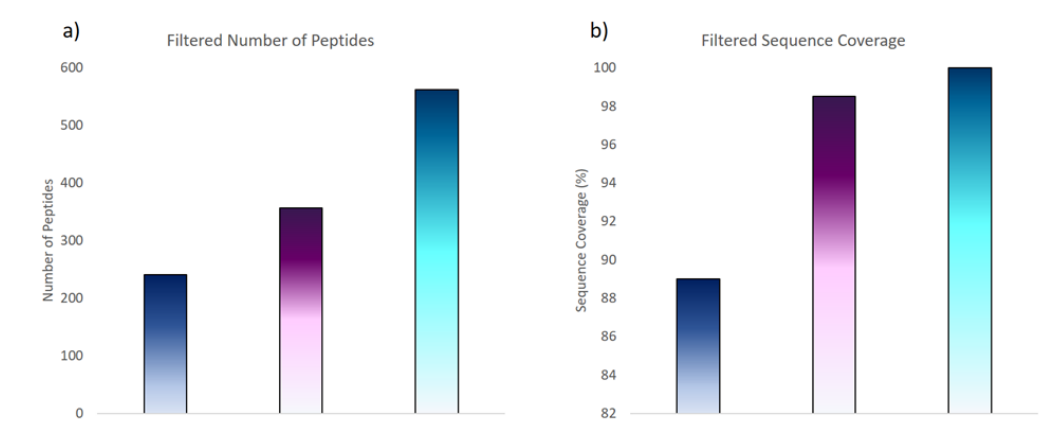 a)
Filtered Number of Peptides
600
500
400
300
200
100
0
Number of Peptides
b)
Filtered Sequence Coverage
100
98
96
94
92
90
88
86
84
82
Sequence Coverage (%)